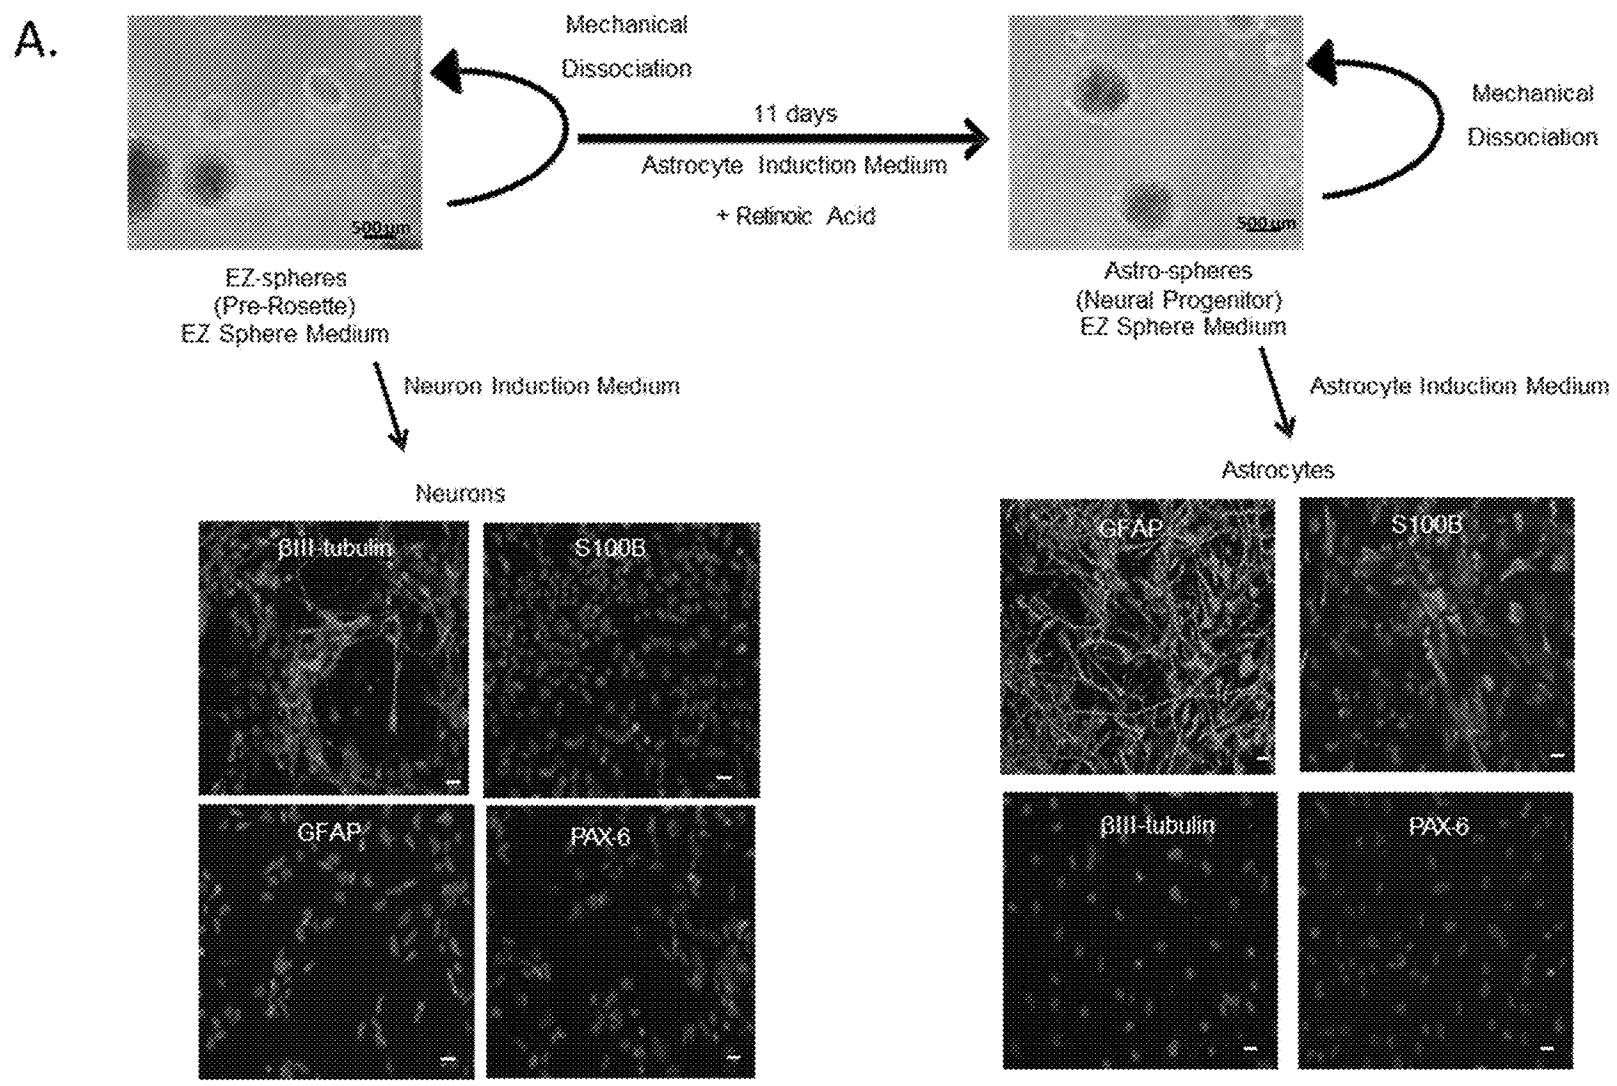 A.
Mechanical
Dissociation
11 days
Astrocyte Induction Medium
+ Retinoic Acid
Mechanical
Dissociation
500 µm
500 µm
EZ-spheres
(Pre-Rosette)
EZ Sphere Medium
Astro-spheres
(Neural Progenitor)
EZ Sphere Medium
Neuron Induction Medium
Astrocyte Induction Medium
Neurons
Astrocytes
βIII-tubulin
S100B
GFAP
PAX-6
GFAP
S100B
βIII-tubulin
PAX-6